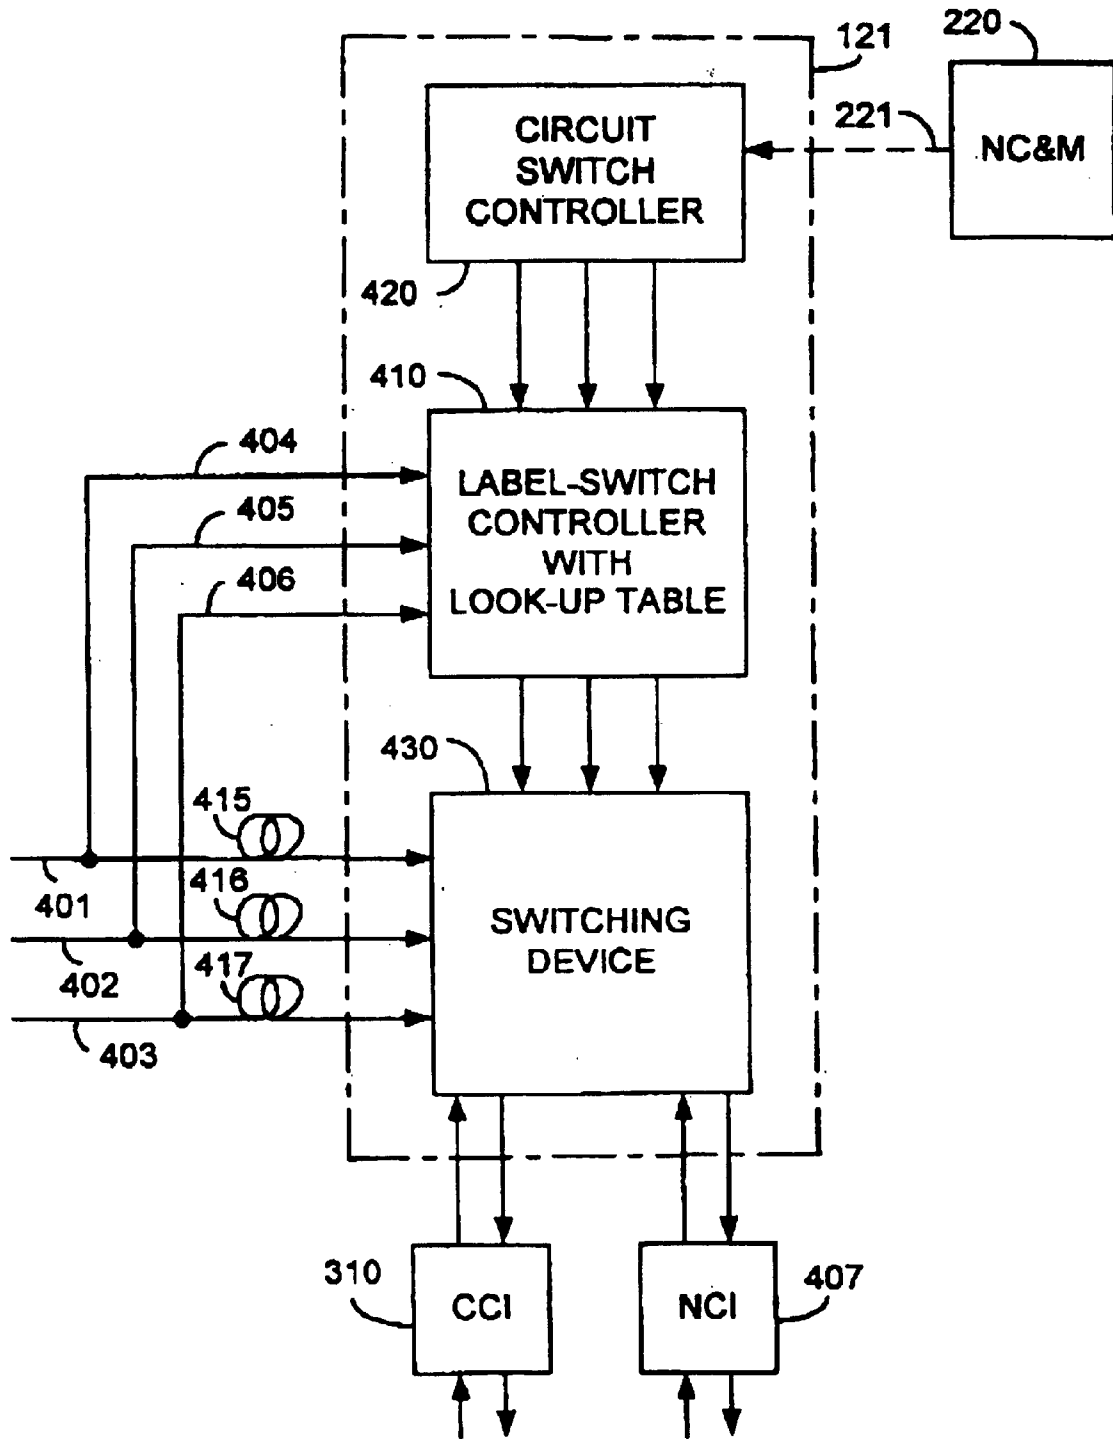 220
121
CIRCUIT
SWITCH
CONTROLLER
221
NC&M
420
410
404
LABEL-SWITCH
CONTROLLER
WITH
LOOK-UP TABLE
405
406
430
415
401
416
SWITCHING
DEVICE
402
417
403
310
CCI
NCI
407